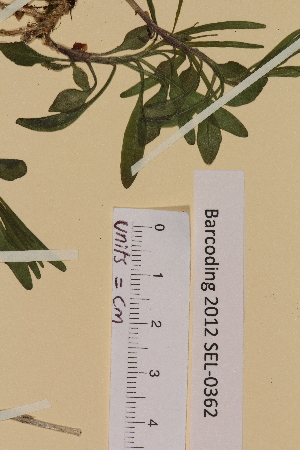 Barcoding 2012 SEL-0362
0 1 2 3 4
units = cm